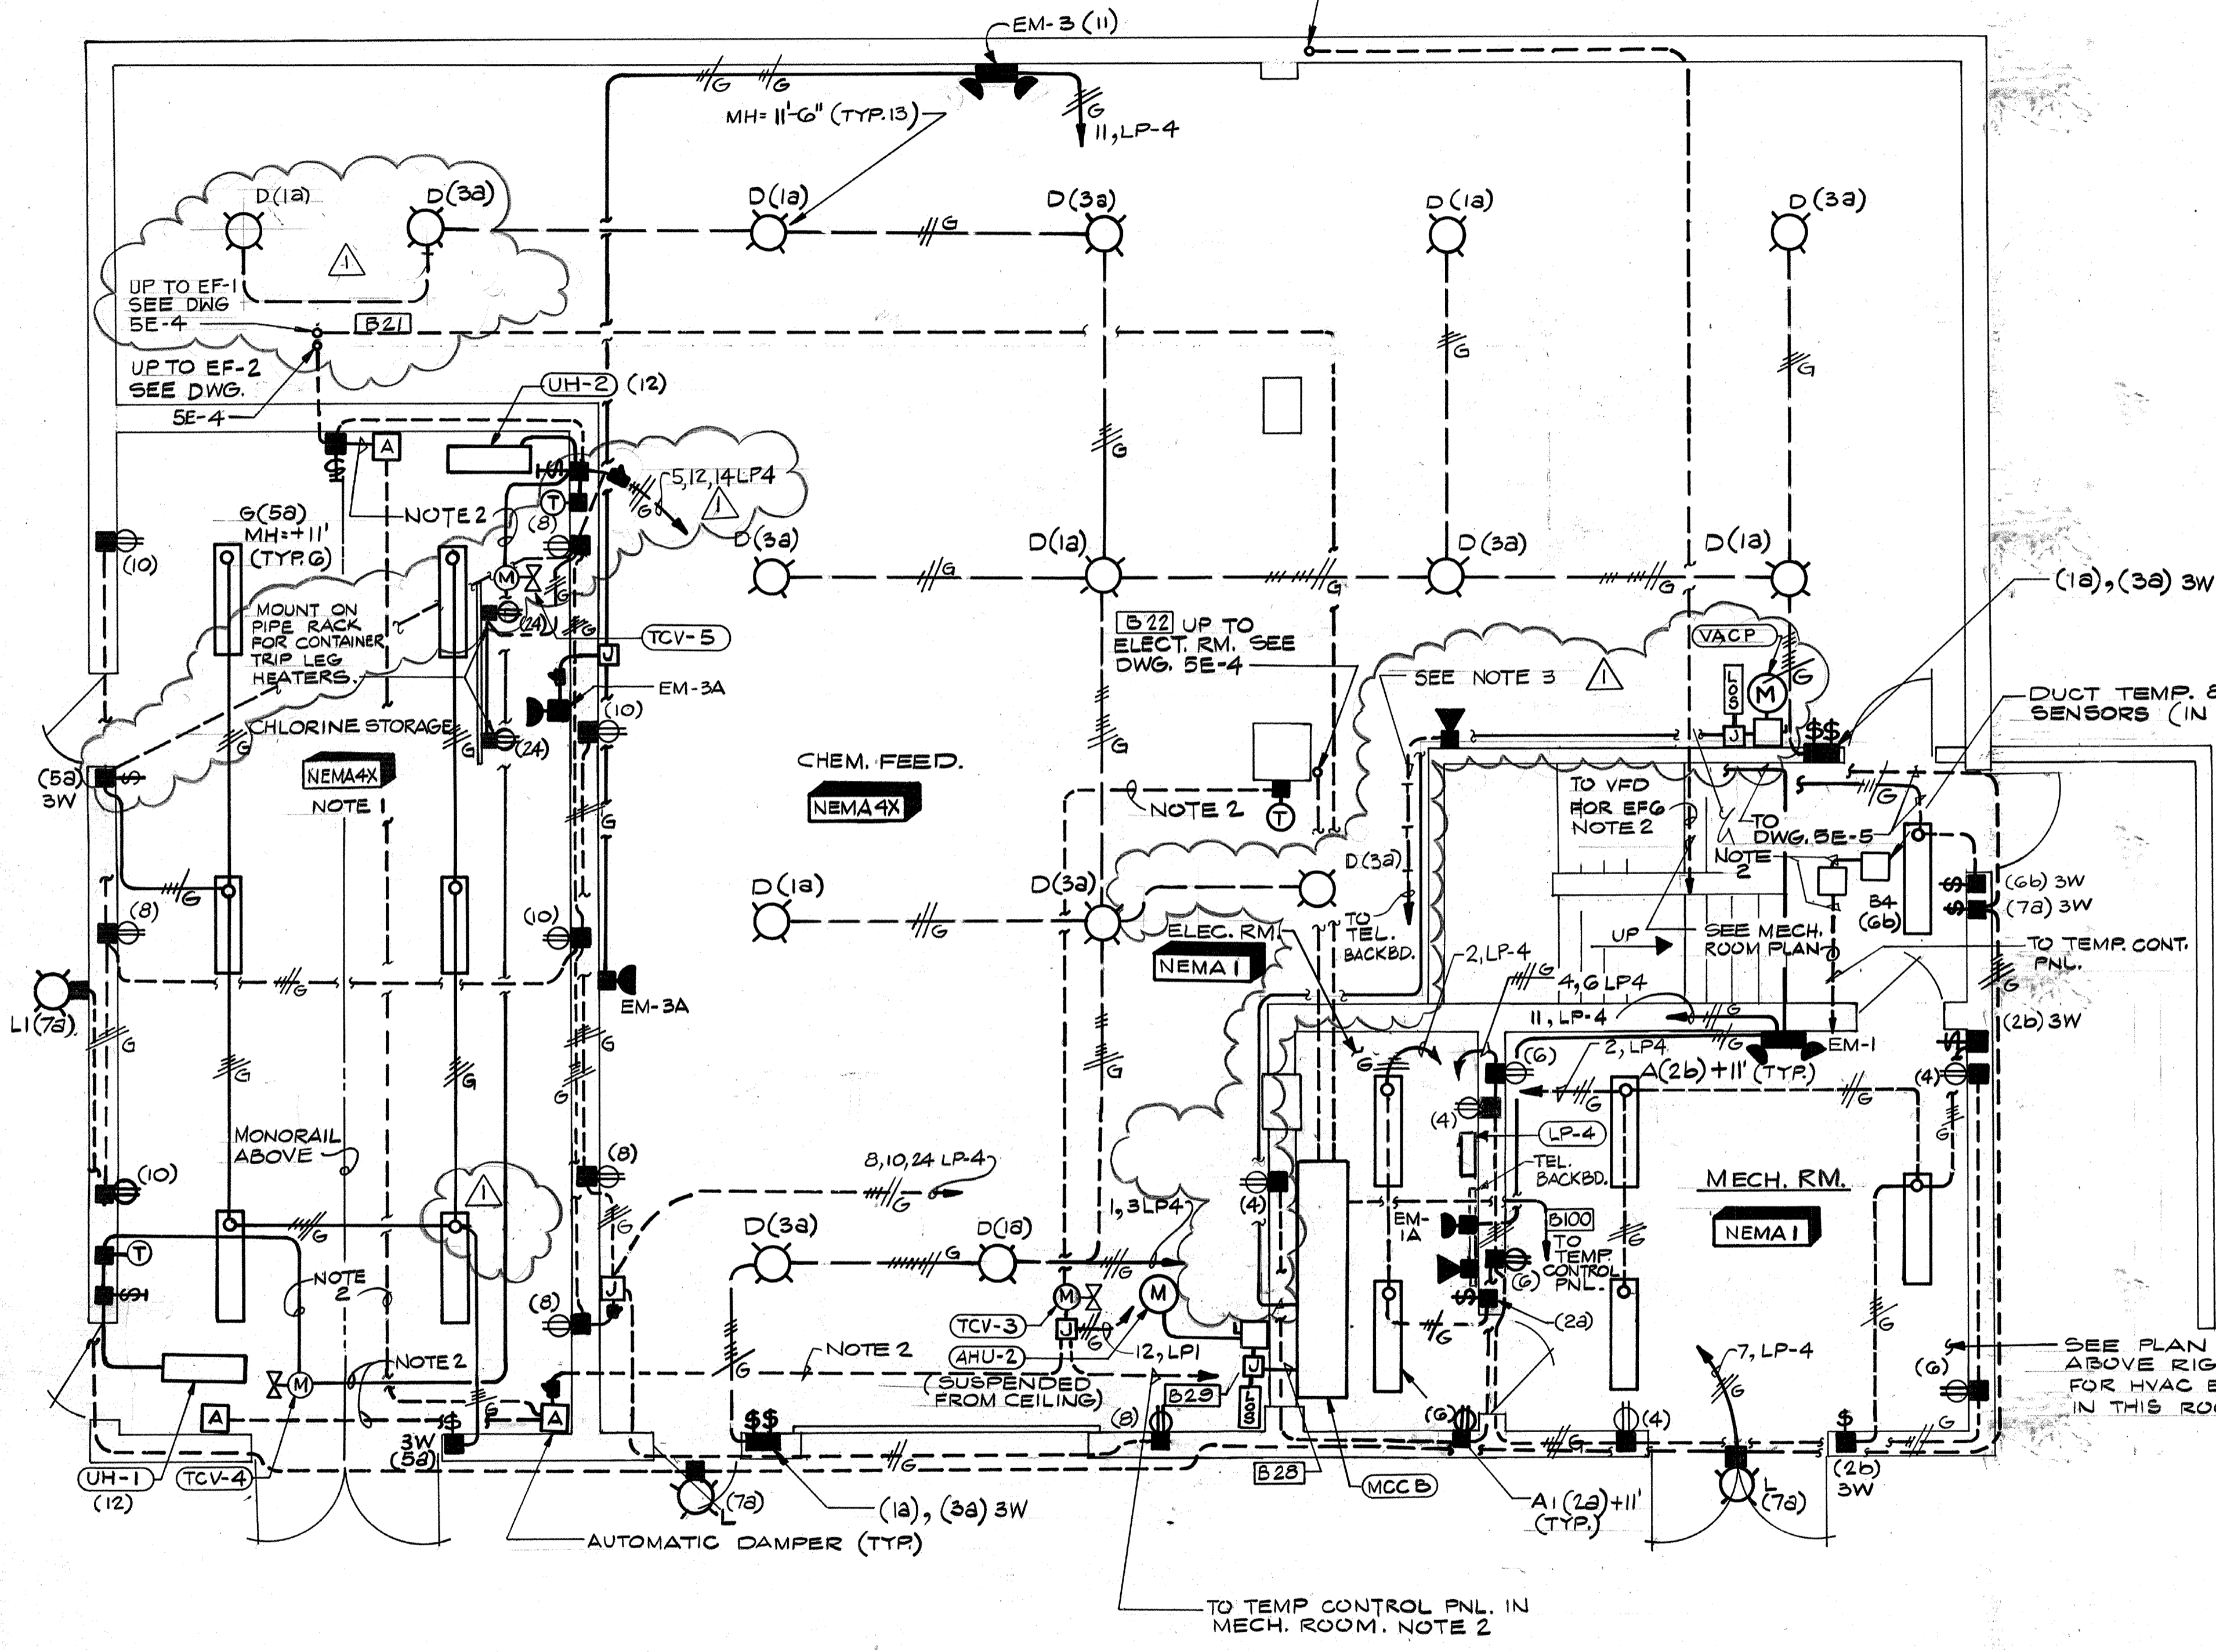 EM-3 (11)
MH= 11'-6" (TYP.13)
G
G
G
11, LP-4
D(1a)
D(3a)
D(1a)
D(3a)
D(1a)
D(3a)
G
1
UP TO EF-1
SEE DWG
5E-4
B21
UP TO EF-2
SEE DWG.
5E-4
G
G
UH-2 (12)
A
G
5,12,14 LP4
1
G
NOTE 2
T
(8)
G(5a)
MH=+11'
(TYP. 6)
(10)
D(3a)
D(1a)
D(3a)
D(1a)
G
G
G
M
G
(1a), (3a) 3W
MOUNT ON
PIPE RACK
FOR CONTAINER
TRIP LEG
HEATERS.
(24)
G
TCV-5
J
B22 UP TO
ELECT. RM. SEE
DWG. 5E-4
VACP
G
SEE NOTE 3
1
LOS
M
J
$$
DUCT TEMP. &
SENSORS (IN
EM-3A
(10)
CHLORINE STORAGE
G
G
(24)
G
CHEM. FEED.
NEMA 4X
NEMA4X
NOTE
(5a)
3W
G
NOTE 2
T
TO VFD
FOR EF6
NOTE 2
TO
DWG. 5E-5
G
NOTE
2
D(1a)
D(3a)
D(3a)
G
G
(8)
(10)
B4
(6b)
(6b) 3W
(7a) 3W
ELEC. RM.
NEMA 1
TO
TEL.
BACKBD.
UP
SEE MECH.
ROOM PLAN
TO TEMP. CONT.
PNL.
2, LP-4
G
4, 6 LP4
11, LP-4
G
G
G
EM-3A
L1(7a)
G
G
G
G
G
G
G
(2b) 3W
EM-1
G
(6)
2, LP4
A(2b)+11' (TYP.)
(4)
G
G
G
(4)
LP-4
TEL.
BACKBD.
MONORAIL
ABOVE
(8)
8,10,24 LP-4
G
1, 3 LP4
(4)
MECH. RM.
NEMA 1
(10)
1
G
EM-
1A
B100
TO
TEMP.
CONTROL
PNL.
G
D(3a)
D(1a)
G
G
T
G
NOTE
2
J
(8)
M
M
(6)
(2a)
G
G
TCV-3
J
G
AHU-2
12, LP1
(SUSPENDED
FROM CEILING)
NOTE 2
NOTE 2
G
7, LP-4
G
SEE PLAN
ABOVE RIG
FOR HVAC E
IN THIS RO
M
J
B29
LOS
(6)
A
G
A
$
3W
(5a)
$$
G
(8)
(6)
G
(4)
$
G
UH-1
(12)
TCV-4
L
(7a)
(1a), (3a) 3W
B28
MCC B
A1(2a)+11'
(TYP.)
L
(7a)
(2b)
3W
AUTOMATIC DAMPER (TYP.)
TO TEMP CONTROL PNL. IN
MECH. ROOM. NOTE 2